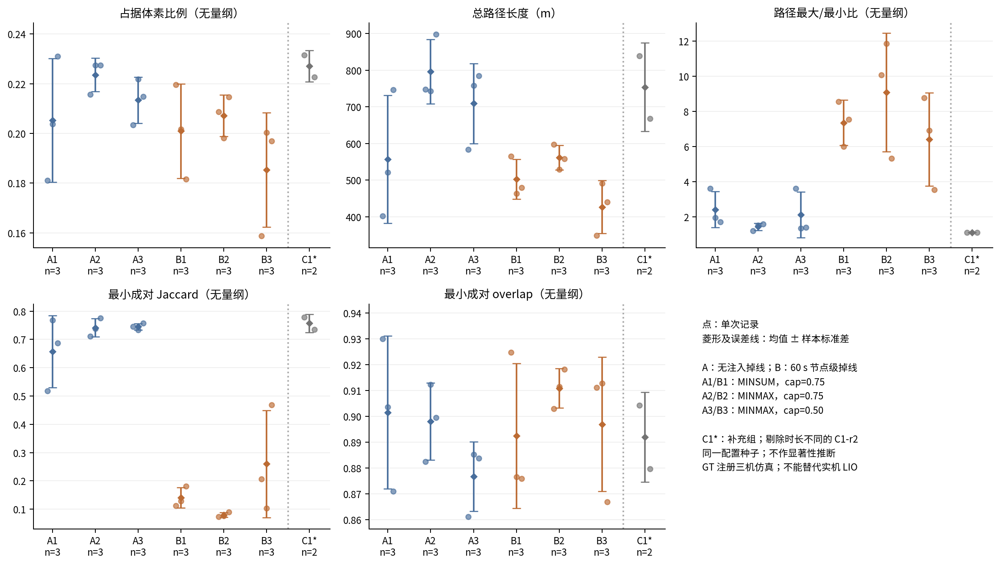 占据体素比例（无量纲）
0.24
0.22
0.20
0.18
0.16
A1 A2 A3 B1 B2 B3 C1*
n=3 n=3 n=3 n=3 n=3 n=3 n=2
总路径长度（m）
900
800
700
600
500
400
A1 A2 A3 B1 B2 B3 C1*
n=3 n=3 n=3 n=3 n=3 n=3 n=2
路径最大/最小比（无量纲）
12
10
8
6
4
2
A1 A2 A3 B1 B2 B3 C1*
n=3 n=3 n=3 n=3 n=3 n=3 n=2
最小成对 Jaccard（无量纲）
0.8
0.7
0.6
0.5
0.4
0.3
0.2
0.1
A1 A2 A3 B1 B2 B3 C1*
n=3 n=3 n=3 n=3 n=3 n=3 n=2
最小成对 overlap（无量纲）
0.94
0.93
0.92
0.91
0.90
0.89
0.88
0.87
0.86
A1 A2 A3 B1 B2 B3 C1*
n=3 n=3 n=3 n=3 n=3 n=3 n=2
点：单次记录
菱形及误差线：均值 ± 样本标准差
A：无注入掉线；B：60 s 节点级掉线
A1/B1：MINSUM，cap=0.75
A2/B2：MINMAX，cap=0.75
A3/B3：MINMAX，cap=0.50
C1*：补充组；剔除时长不同的 C1-r2
同一配置种子；不作显著性推断
GT 注册三机仿真；不能替代实机 LIO